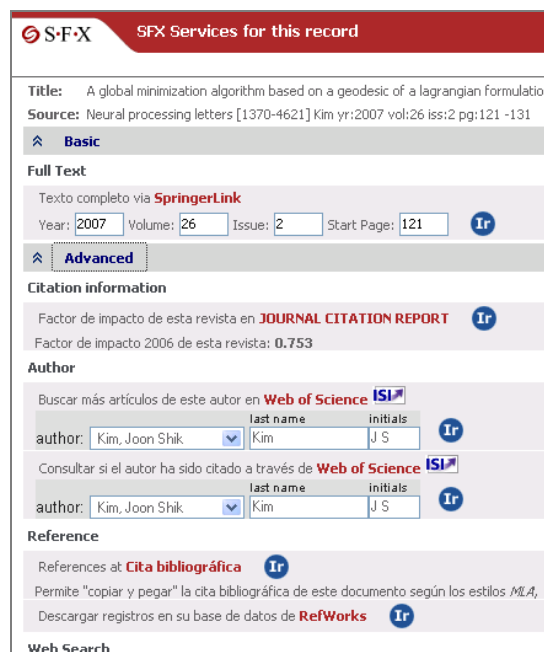 S·F·X SFX Services for this record
Title: A global minimization algorithm based on a geodesic of a lagrangian formulatio
Source: Neural processing letters [1370-4621] Kim yr:2007 vol:26 iss:2 pg:121 -131
Basic
Full Text
Texto completo via SpringerLink
Year: 2007 Volume: 26 Issue: 2 Start Page: 121 Ir
Advanced
Citation information
Factor de impacto de esta revista en JOURNAL CITATION REPORT Ir
Factor de impacto 2006 de esta revista: 0.753
Author
Buscar más artículos de este autor en Web of Science ISI
last name initials
author: Kim, Joon Shik Kim J S Ir
Consultar si el autor ha sido citado a través de Web of Science ISI
last name initials
author: Kim, Joon Shik Kim J S Ir
Reference
References at Cita bibliográfica Ir
Permite "copiar y pegar" la cita bibliográfica de este documento según los estilos MLA,
Descargar registros en su base de datos de RefWorks Ir
Web Search